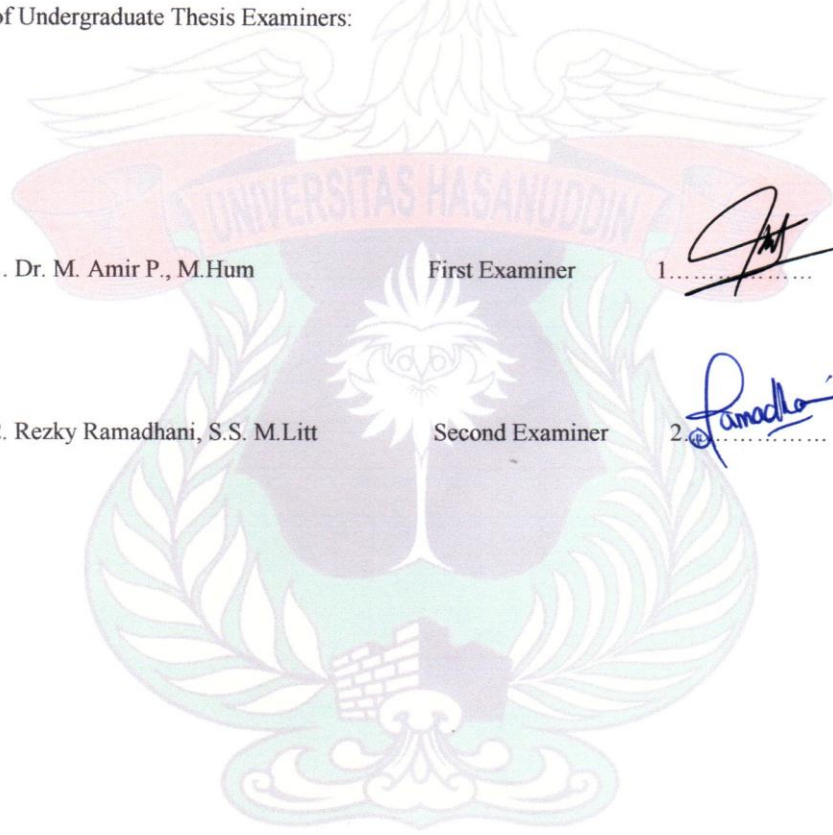 of Undergraduate Thesis Examiners:
UNIVERSITAS HASANUDDIN
. Dr. M. Amir P., M.Hum First Examiner 1....................
2. Rezky Ramadhani, S.S. M.Litt Second Examiner 2. Ramadha